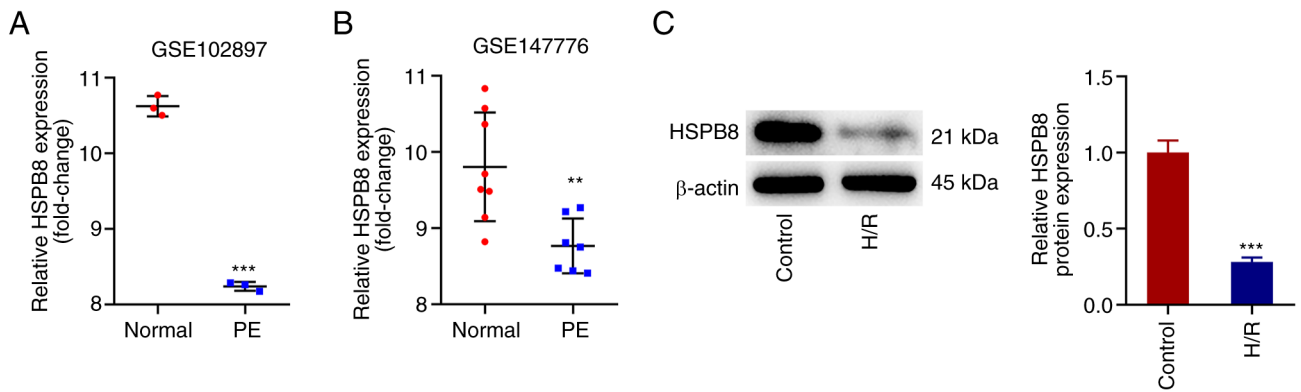 A
GSE102897
Relative HSPB8 expression
(fold-change)
11
10
9
8
***
Normal
PE
B
GSE147776
Relative HSPB8 expression
(fold-change)
11
10
9
8
**
Normal
PE
C
HSPB8
21 kDa
β-actin
45 kDa
Control
H/R
Relative HSPB
protein expression
1.5
1.0
0.5
0.0
***
Control
H/R